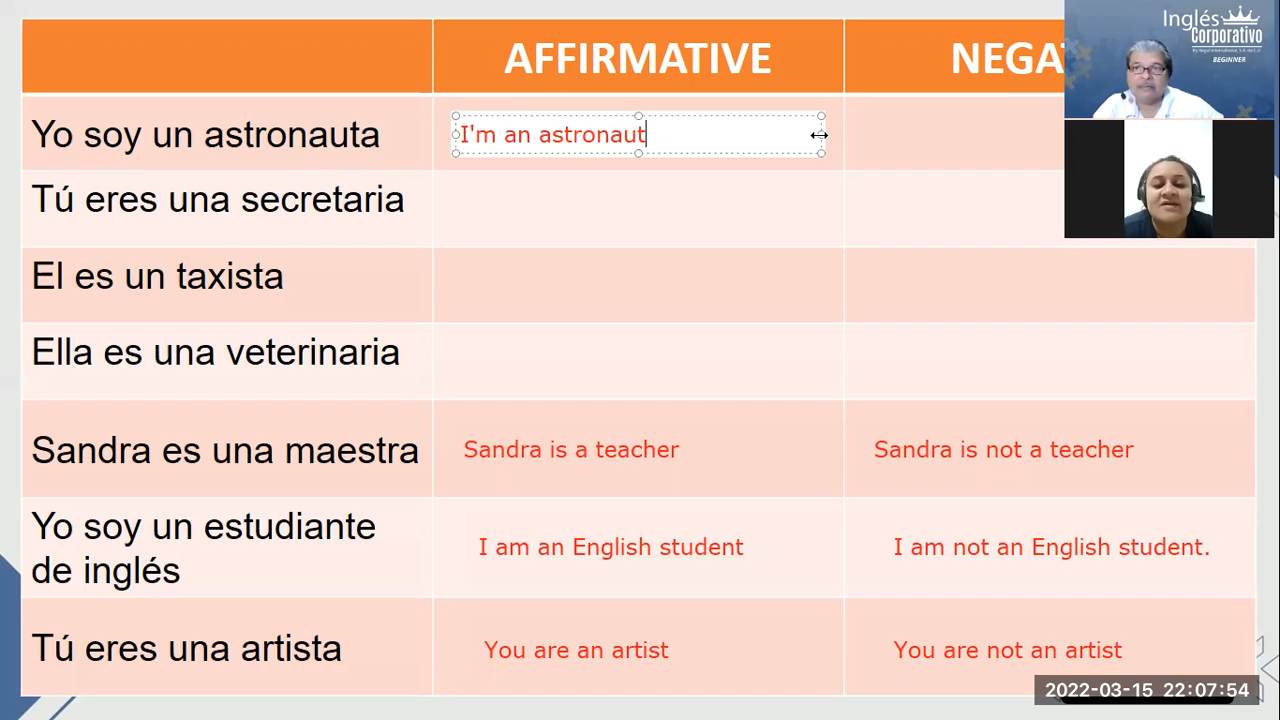 AFFIRMATIVE NEGA
Inglés
Corporativo
BEGINNER
Yo soy un astronauta I'm an astronaut
Tú eres una secretaria
El es un taxista
Ella es una veterinaria
Sandra es una maestra Sandra is a teacher Sandra is not a teacher
Yo soy un estudiante
de inglés I am an English student I am not an English student.
Tú eres una artista You are an artist You are not an artist
2022-03-15 22:07:54